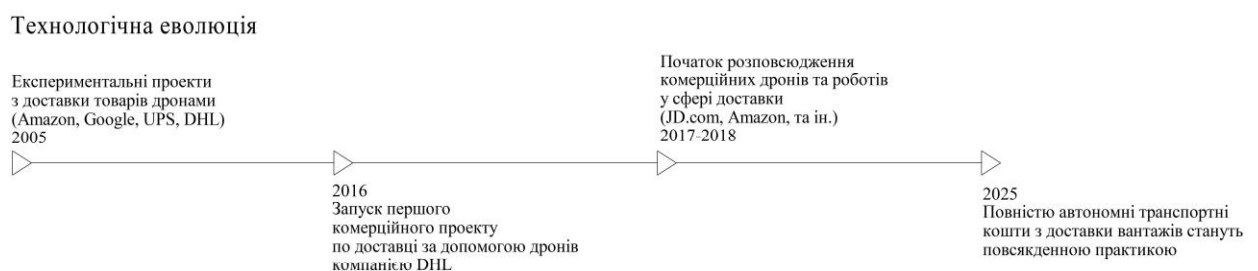 Технологічна еволюція
Експериментальні проекти
з доставки товарів дронами
(Amazon, Google, UPS, DHL)
2005
2016
Запуск першого
комерційного проекту
по доставці за допомогою дронів
компанією DHL
Початок розповсюдження
комерційних дронів та роботів
у сфері доставки
(JD.com, Amazon, та ін.)
2017-2018
2025
Повністю автономні транспортні
кошти з доставки вантажів стануть
повсякденною практикою